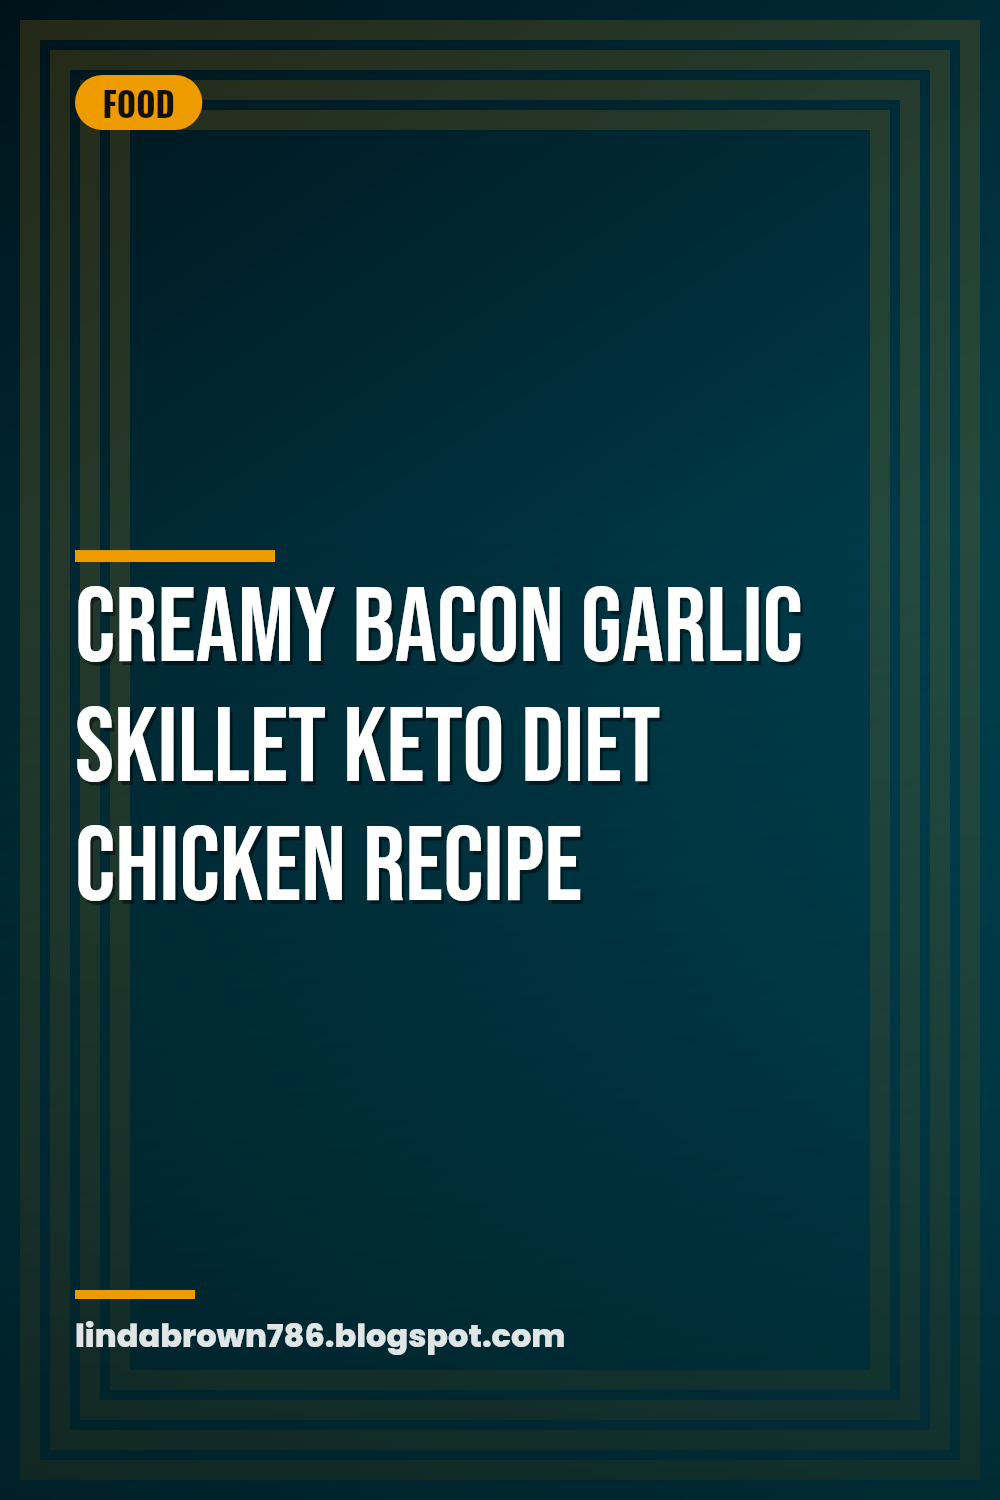 FOOD
CREAMY BACON GARLIC
SKILLET KETO DIET
CHICKEN RECIPE
lindabrown786.blogspot.com